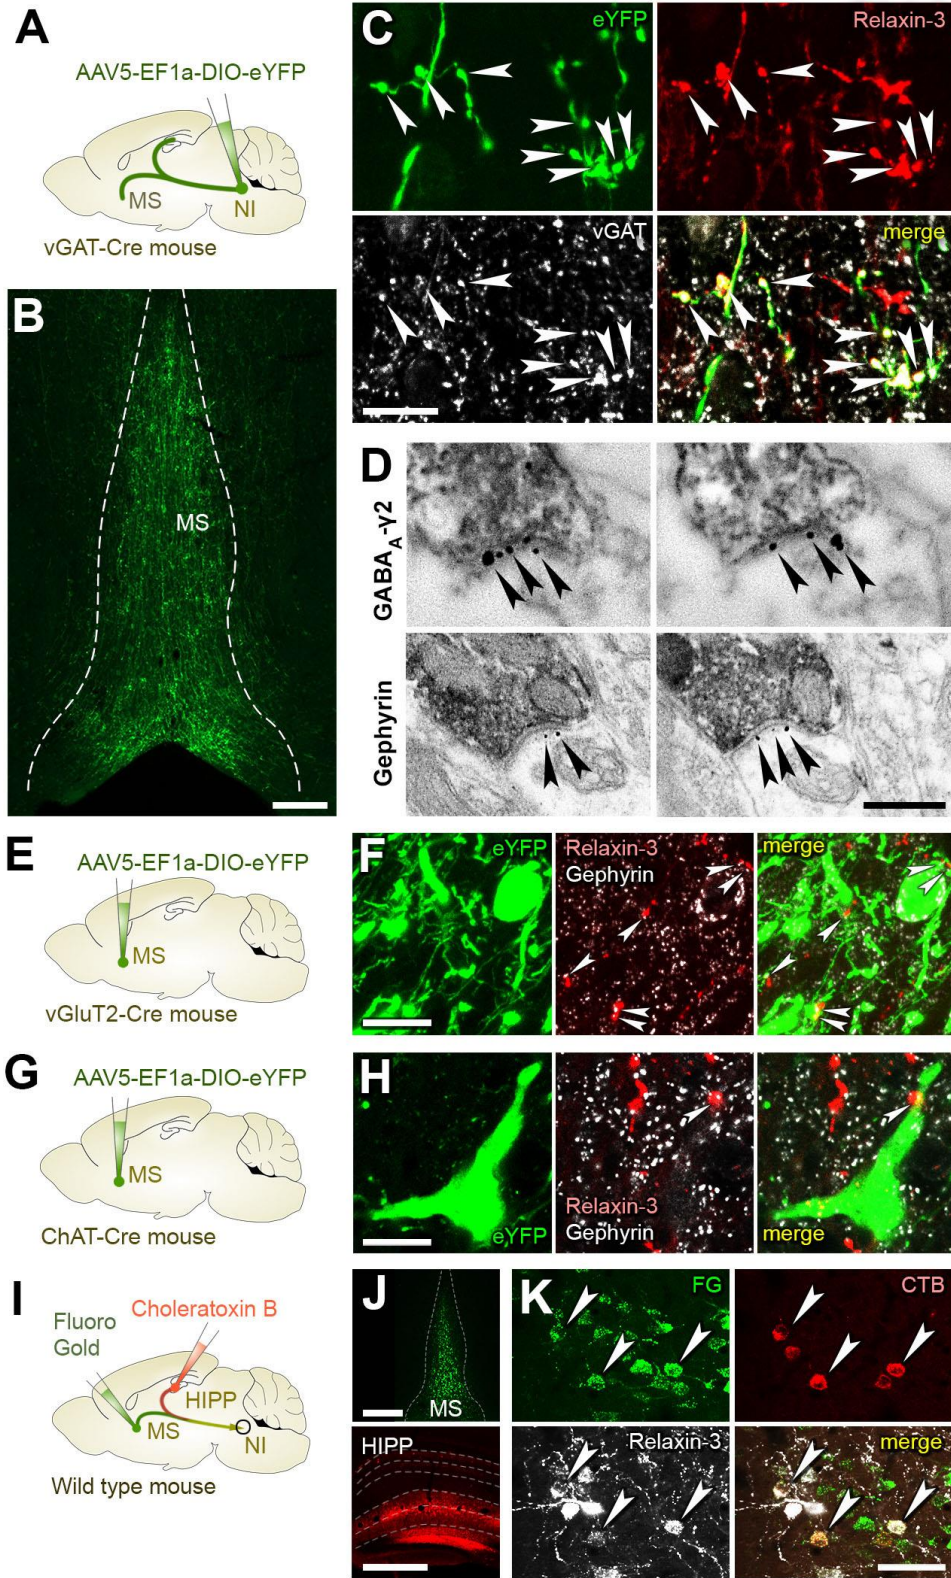 A
AAV5-EF1a-DIO-eYFP
MS
NI
vGAT-Cre mouse
B
MS
C
eYFP
Relaxin-3
vGAT
merge
D
GABAA-γ2
Gephyrin
E
AAV5-EF1a-DIO-eYFP
MS
vGluT2-Cre mouse
F
eYFP
Relaxin-3
Gephyrin
merge
G
AAV5-EF1a-DIO-eYFP
MS
ChAT-Cre mouse
H
eYFP
Relaxin-3
Gephyrin
merge
I
Choleratoxin B
Fluoro
Gold
HIPP
MS
NI
Wild type mouse
J
MS
HIPP
K
FG
CTB
Relaxin-3
merge